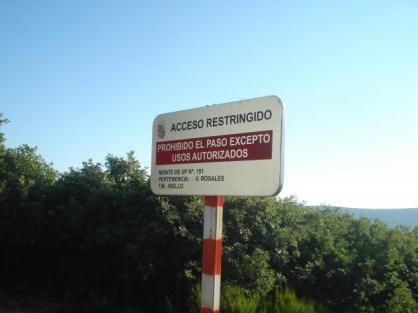 ACCESO RESTRINGIDO
PROHIBIDO EL PASO EXCEPTO
USOS AUTORIZADOS
MONTE DE UP Nº: 151
PERTENENCIA: ROSALES
T.M.: RIELLO